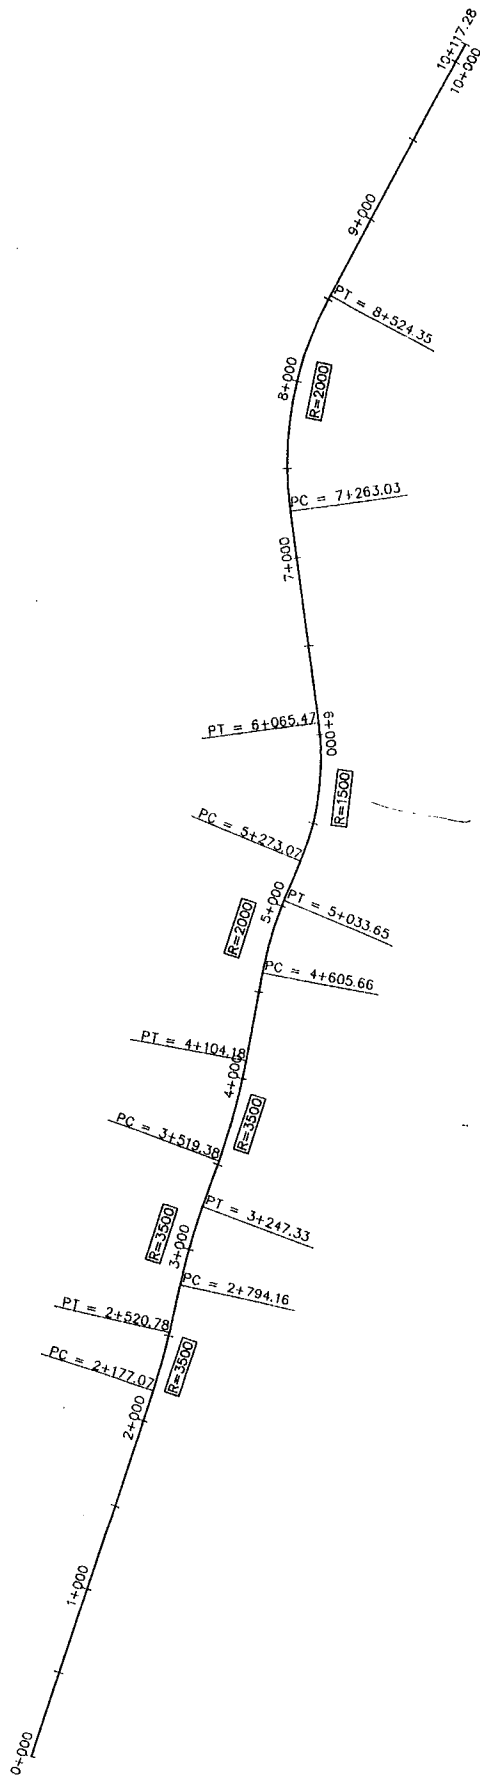 10+117.28
10+000
9+000
PT = 8+524.35
8+000
R=2000
PC = 7+263.03
7+000
PT = 6+065.47
6+000
R=1500
PC = 5+273.07
5+000
PT = 5+033.65
R=2000
PC = 4+605.66
PT = 4+104.18
4+000
R=3500
PC = 3+519.38
PT = 3+247.33
R=3500
3+000
PC = 2+794.16
PT = 2+520.78
R=3500
PC = 2+177.07
2+000
1+000
0+000